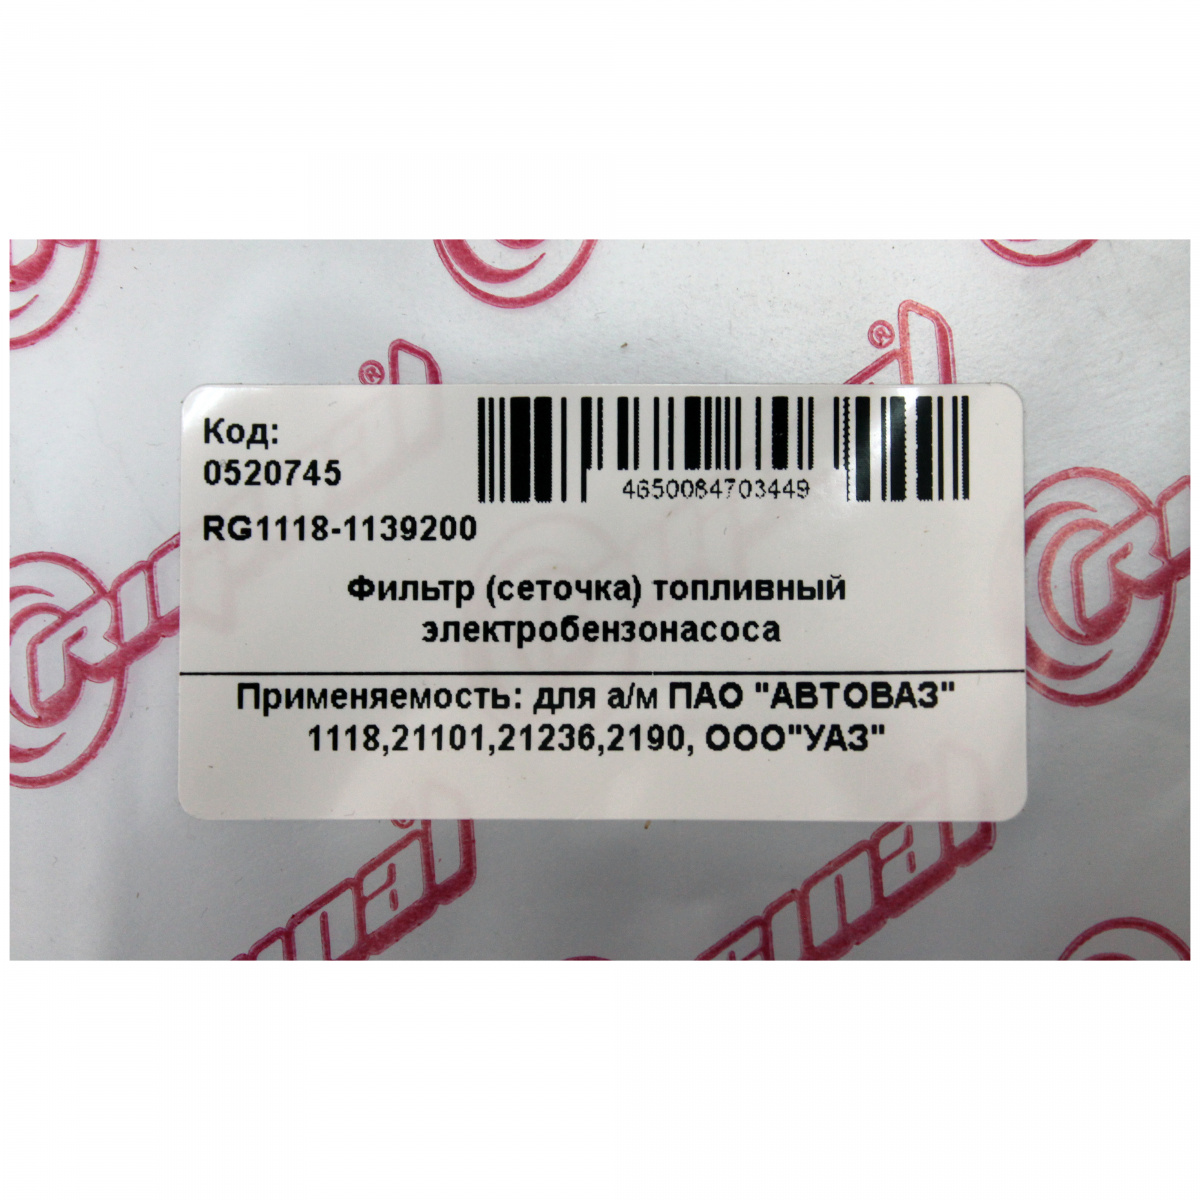 Код:
0520745
4650084703449
RG1118-1139200
Фильтр (сеточка) топливный
электробензонасоса
Применяемость: для а/м ПАО "АВТОВАЗ"
1118,21101,21236,2190, ООО"УАЗ"